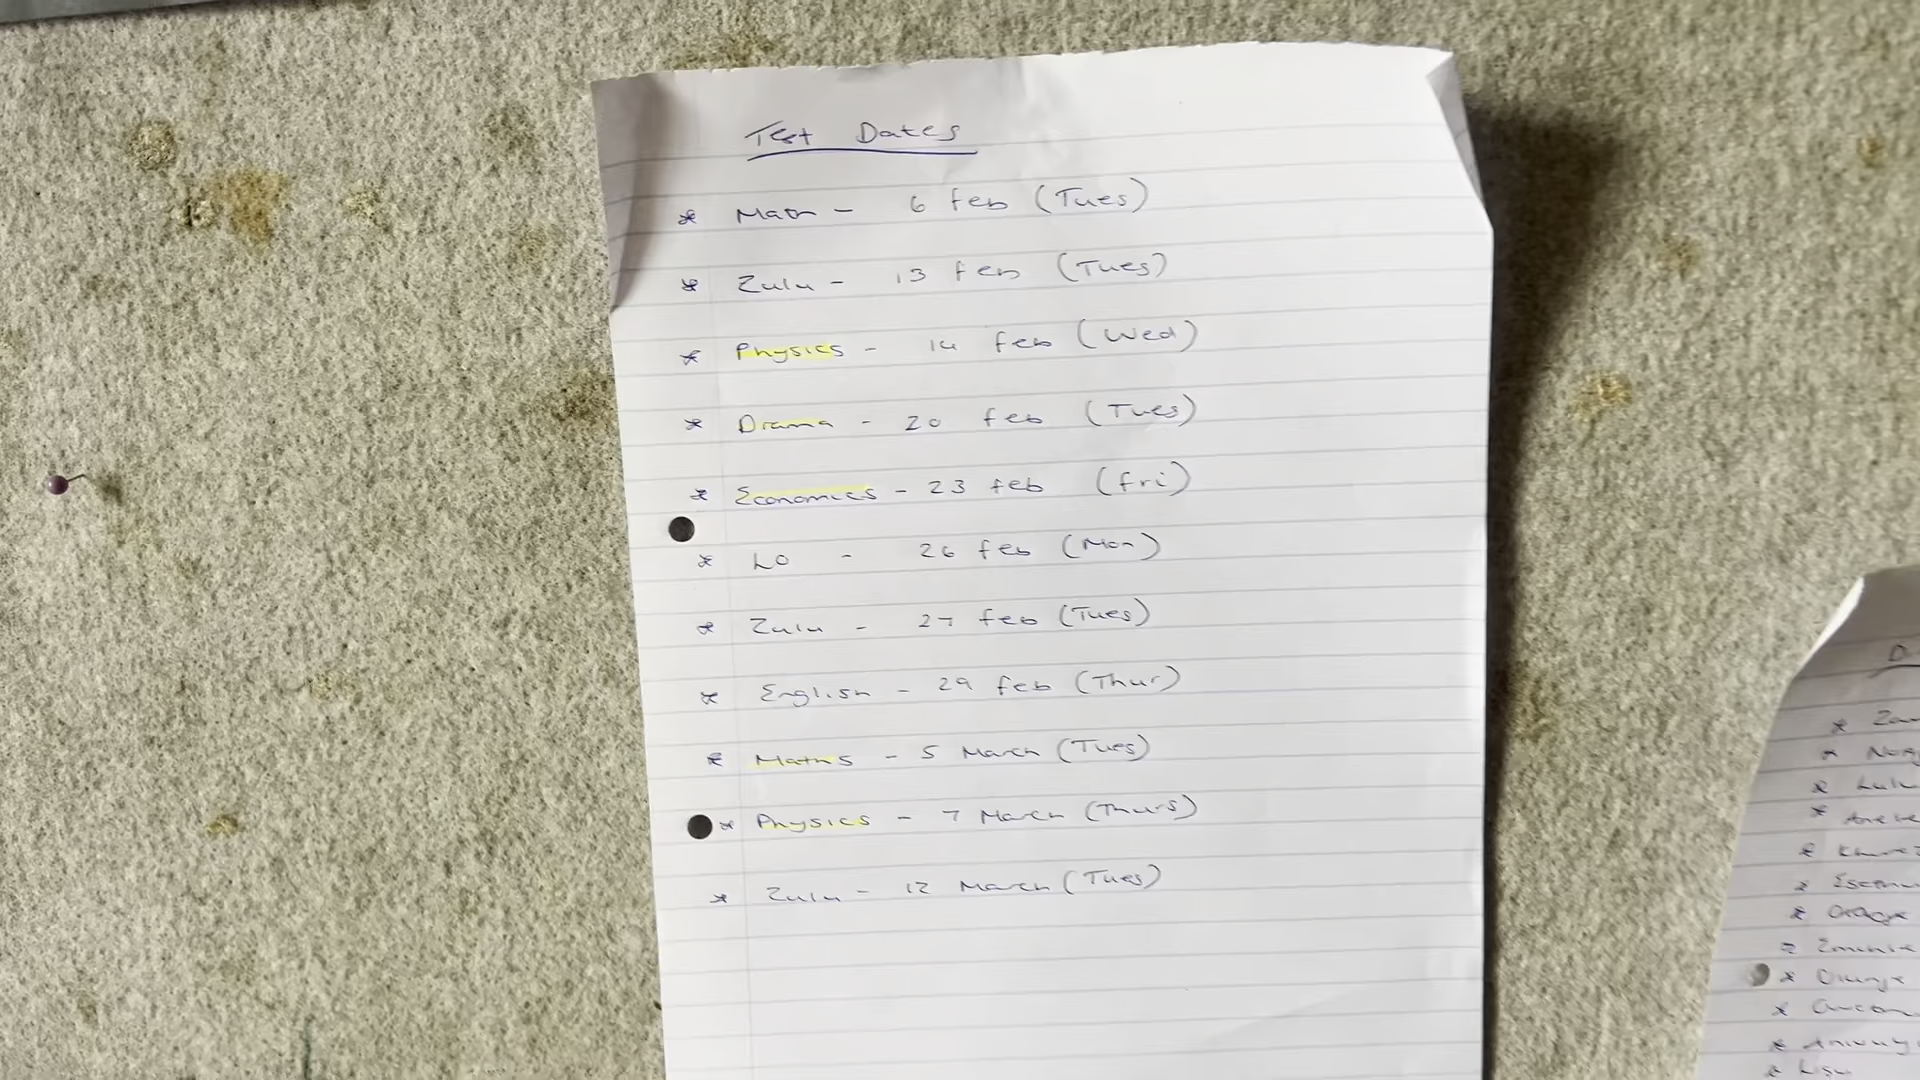 Test Dates
* Math - 6 feb (Tues)
* Zulu - 13 feb (Tues)
* Physics - 14 feb (Wed)
* Drama - 20 feb (Tues)
* Economics - 23 feb (fri)
* LO - 26 feb (Mon)
* Zulu - 27 feb (Tues)
* English - 29 feb (Thur)
* Maths - 5 March (Tues)
* Physics - 7 March (Thurs)
* Zulu - 12 March (Tues)